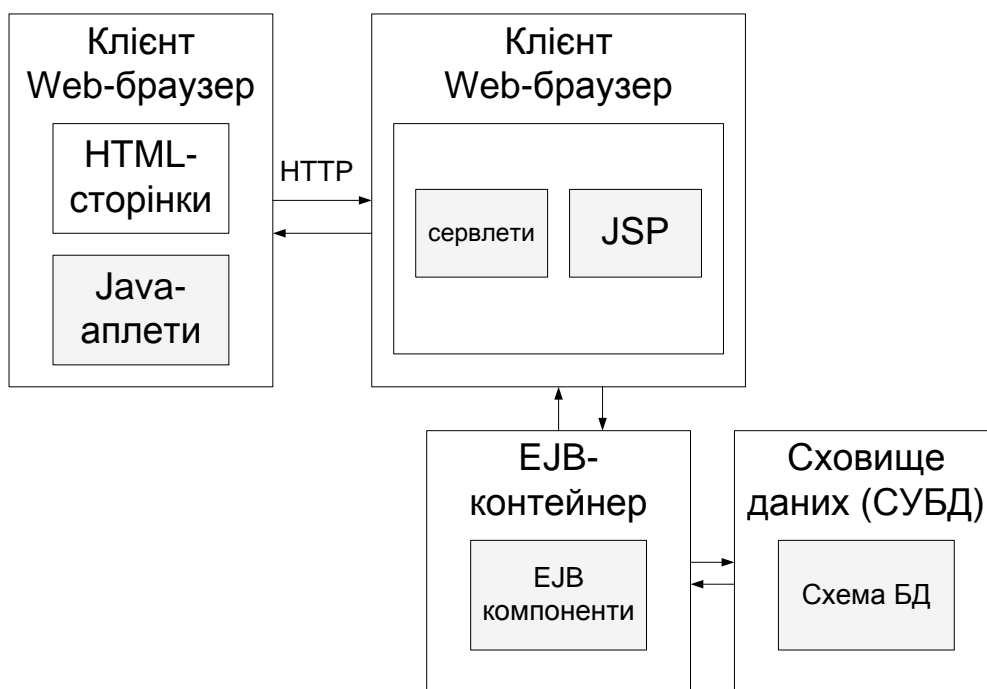 Клієнт
Web-браузер
HTML-
сторінки
Java-
аплети
HTTP
Клієнт
Web-браузер
сервлети
JSP
EJB-
контейнер
EJB
компоненти
Сховище
даних (СУБД)
Схема БД